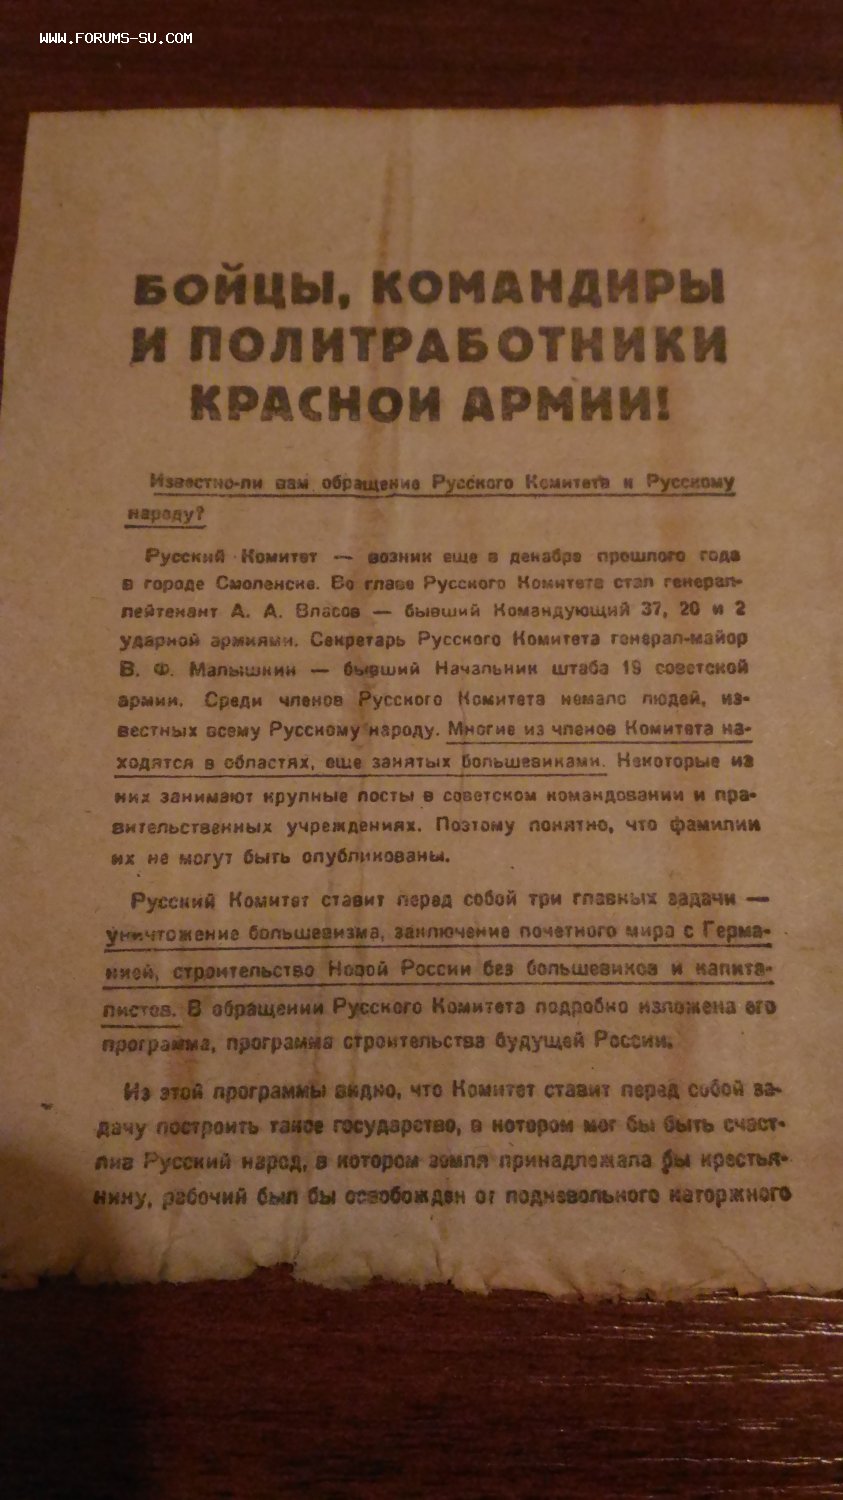 WWW.FORUMS-SU.COM
БОЙЦЫ, КОМАНДИРЫ
И ПОЛИТРАБОТНИКИ
КРАСНОЙ АРМИИ!
Известно-ли вам обращение Русского Комитета к Русскому
народу?
Русский Комитет — возник еще в декабре прошлого года
в городе Смоленске. Во главе Русского Комитета стал генерал-
лейтенант А. А. Власов — бывший Командующий 37, 20 и 2
ударной армиями. Секретарь Русского Комитета генерал-майор
В. Ф. Малышкин — бывший Начальник штаба 19 советской
армии. Среди членов Русского Комитета немало людей, из-
вестных всему Русскому народу. Многие из членов Комитета на-
ходятся в областях, еще занятых большевиками. Некоторые из
них занимают крупные посты в советском командовании и пра-
вительственных учреждениях. Поэтому понятно, что фамилии
их не могут быть опубликованы.
Русский Комитет ставит перед собой три главных задачи —
уничтожение большевизма, заключение почетного мира с Герма-
нией, строительство Новой России без большевиков и капита-
листов. В обращении Русского Комитета подробно изложена его
программа, программа строительства будущей России.
Из этой программы видно, что Комитет ставит перед собой за-
дачу построить такое государство, в котором мог бы быть счаст-
лив Русский народ, в котором земля принадлежала бы крестья-
нину, рабочий был бы освобожден от подневольного каторжного